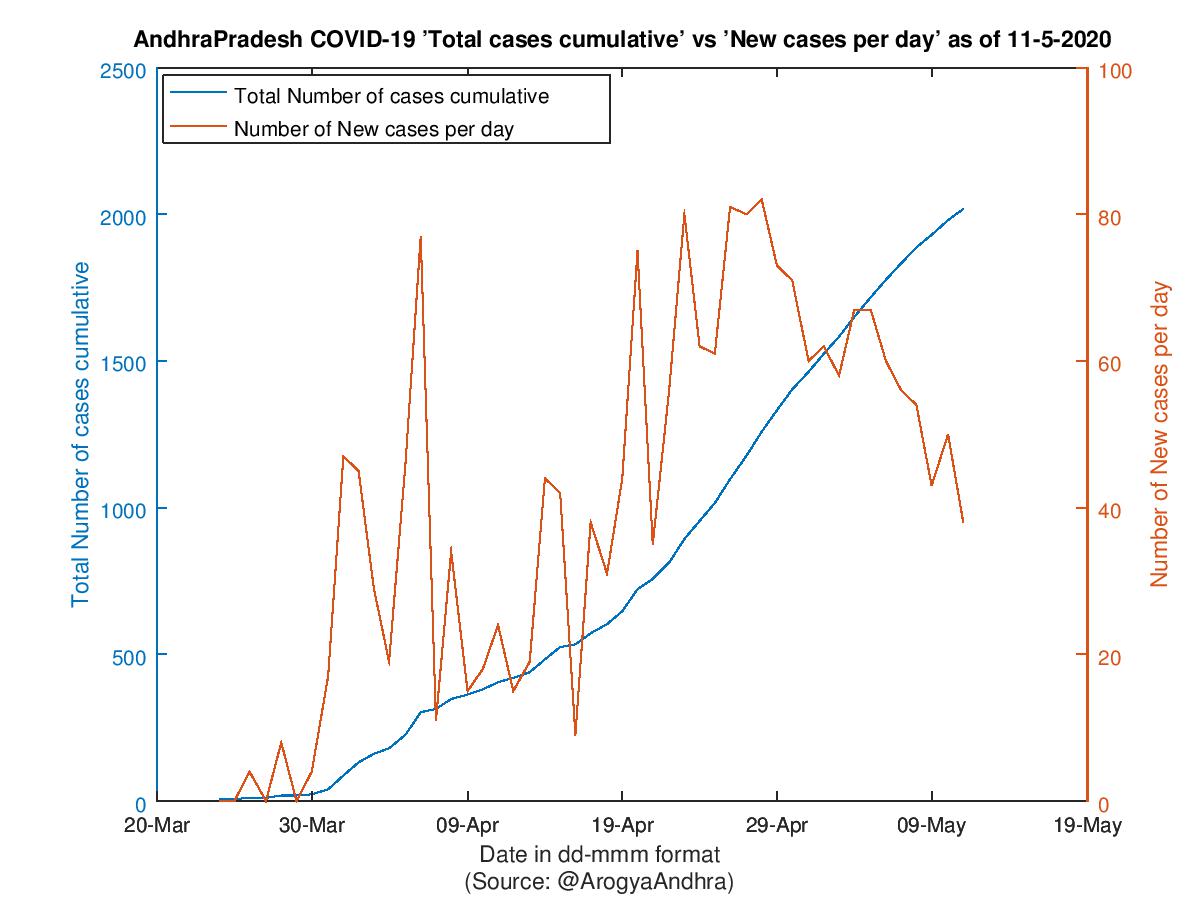 AndhraPradesh COVID-19 ’Total cases cumulative’ vs ’New cases per day’ as of 11-5-2020
2500
100
Total Number of cases cumulative
Number of New cases per day
2000
80
1500
60
1000
40
500
20
0
0
Total Number of cases cumulative
Number of New cases per day
20-Mar 30-Mar 09-Apr 19-Apr 29-Apr 09-May 19-May
Date in dd-mmm format
(Source: @ArogyaAndhra)